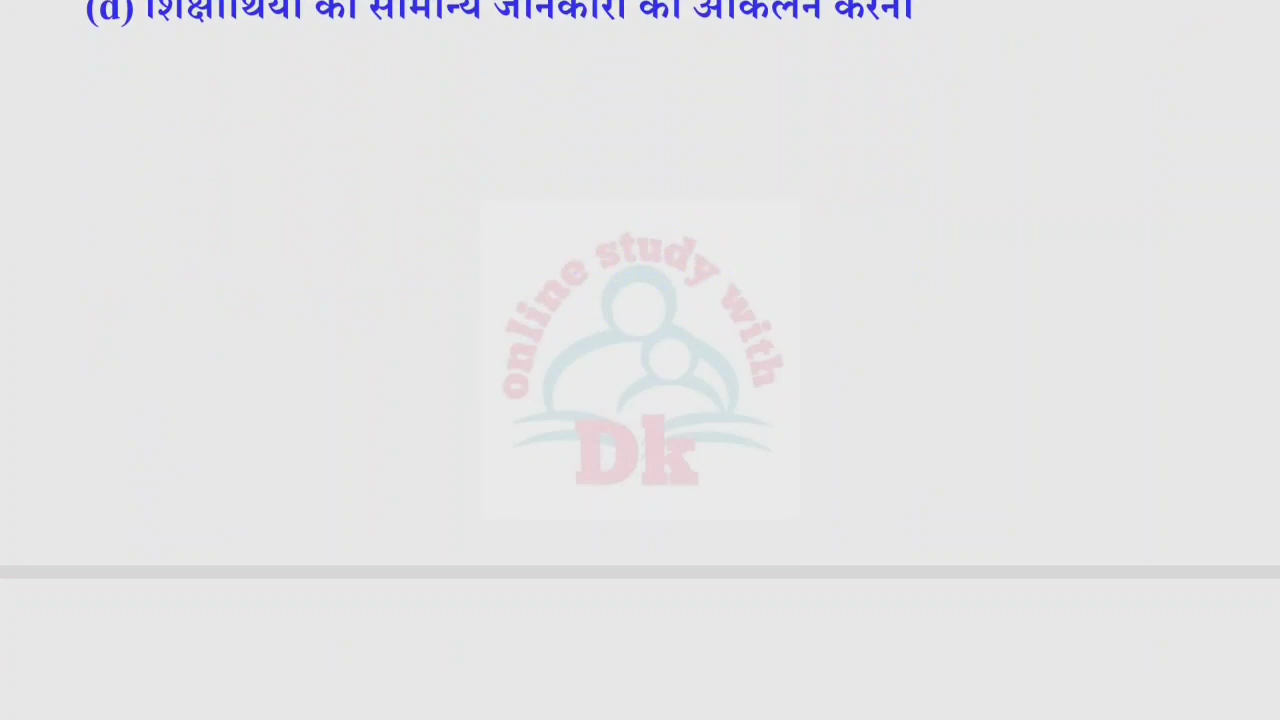 (d) शिक्षार्थियों की सामान्य जानकारी का आकलन करना
online study with
Dk